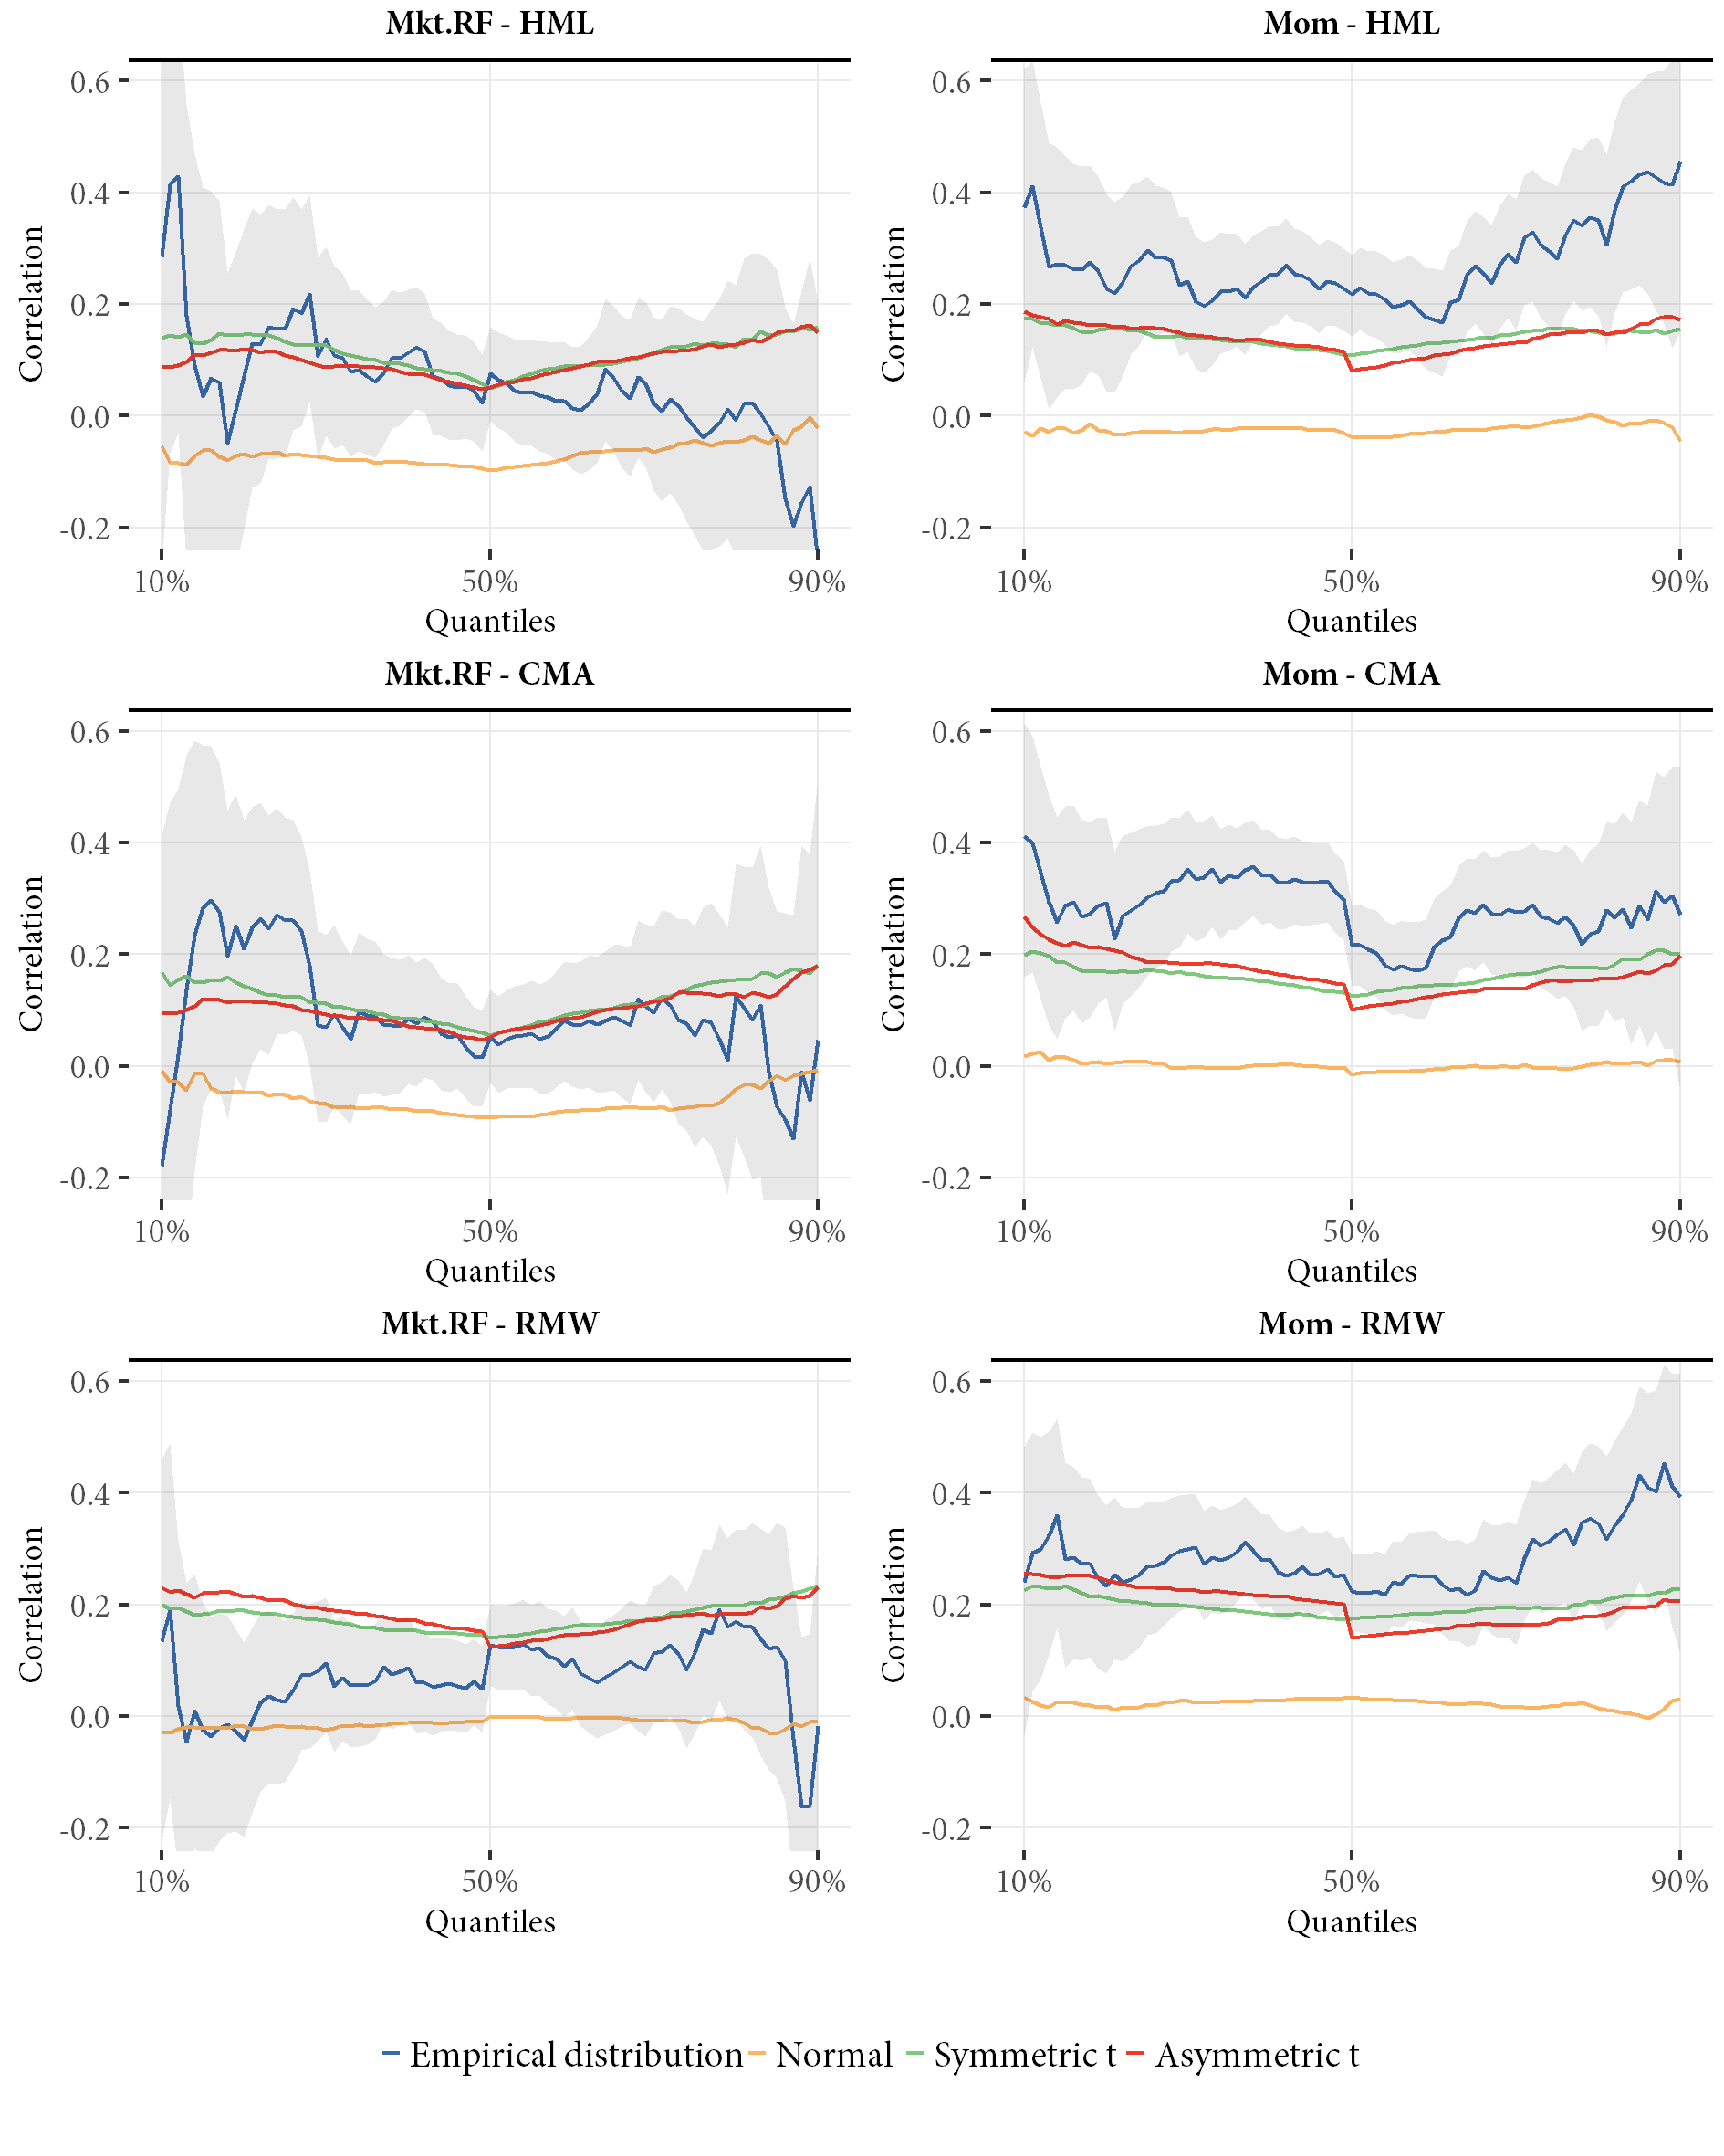 Mkt.RF - HML
Mom - HML
0.6
0.4
0.2
0.0
-0.2
Correlation
10%
50%
90%
Quantiles
0.6
0.4
0.2
0.0
-0.2
Correlation
10%
50%
90%
Quantiles
Mkt.RF - CMA
Mom - CMA
0.6
0.4
0.2
0.0
-0.2
Correlation
10%
50%
90%
Quantiles
0.6
0.4
0.2
0.0
-0.2
Correlation
10%
50%
90%
Quantiles
Mkt.RF - RMW
Mom - RMW
0.6
0.4
0.2
0.0
-0.2
Correlation
10%
50%
90%
Quantiles
0.6
0.4
0.2
0.0
-0.2
Correlation
10%
50%
90%
Quantiles
Empirical distribution Normal Symmetric t Asymmetric t